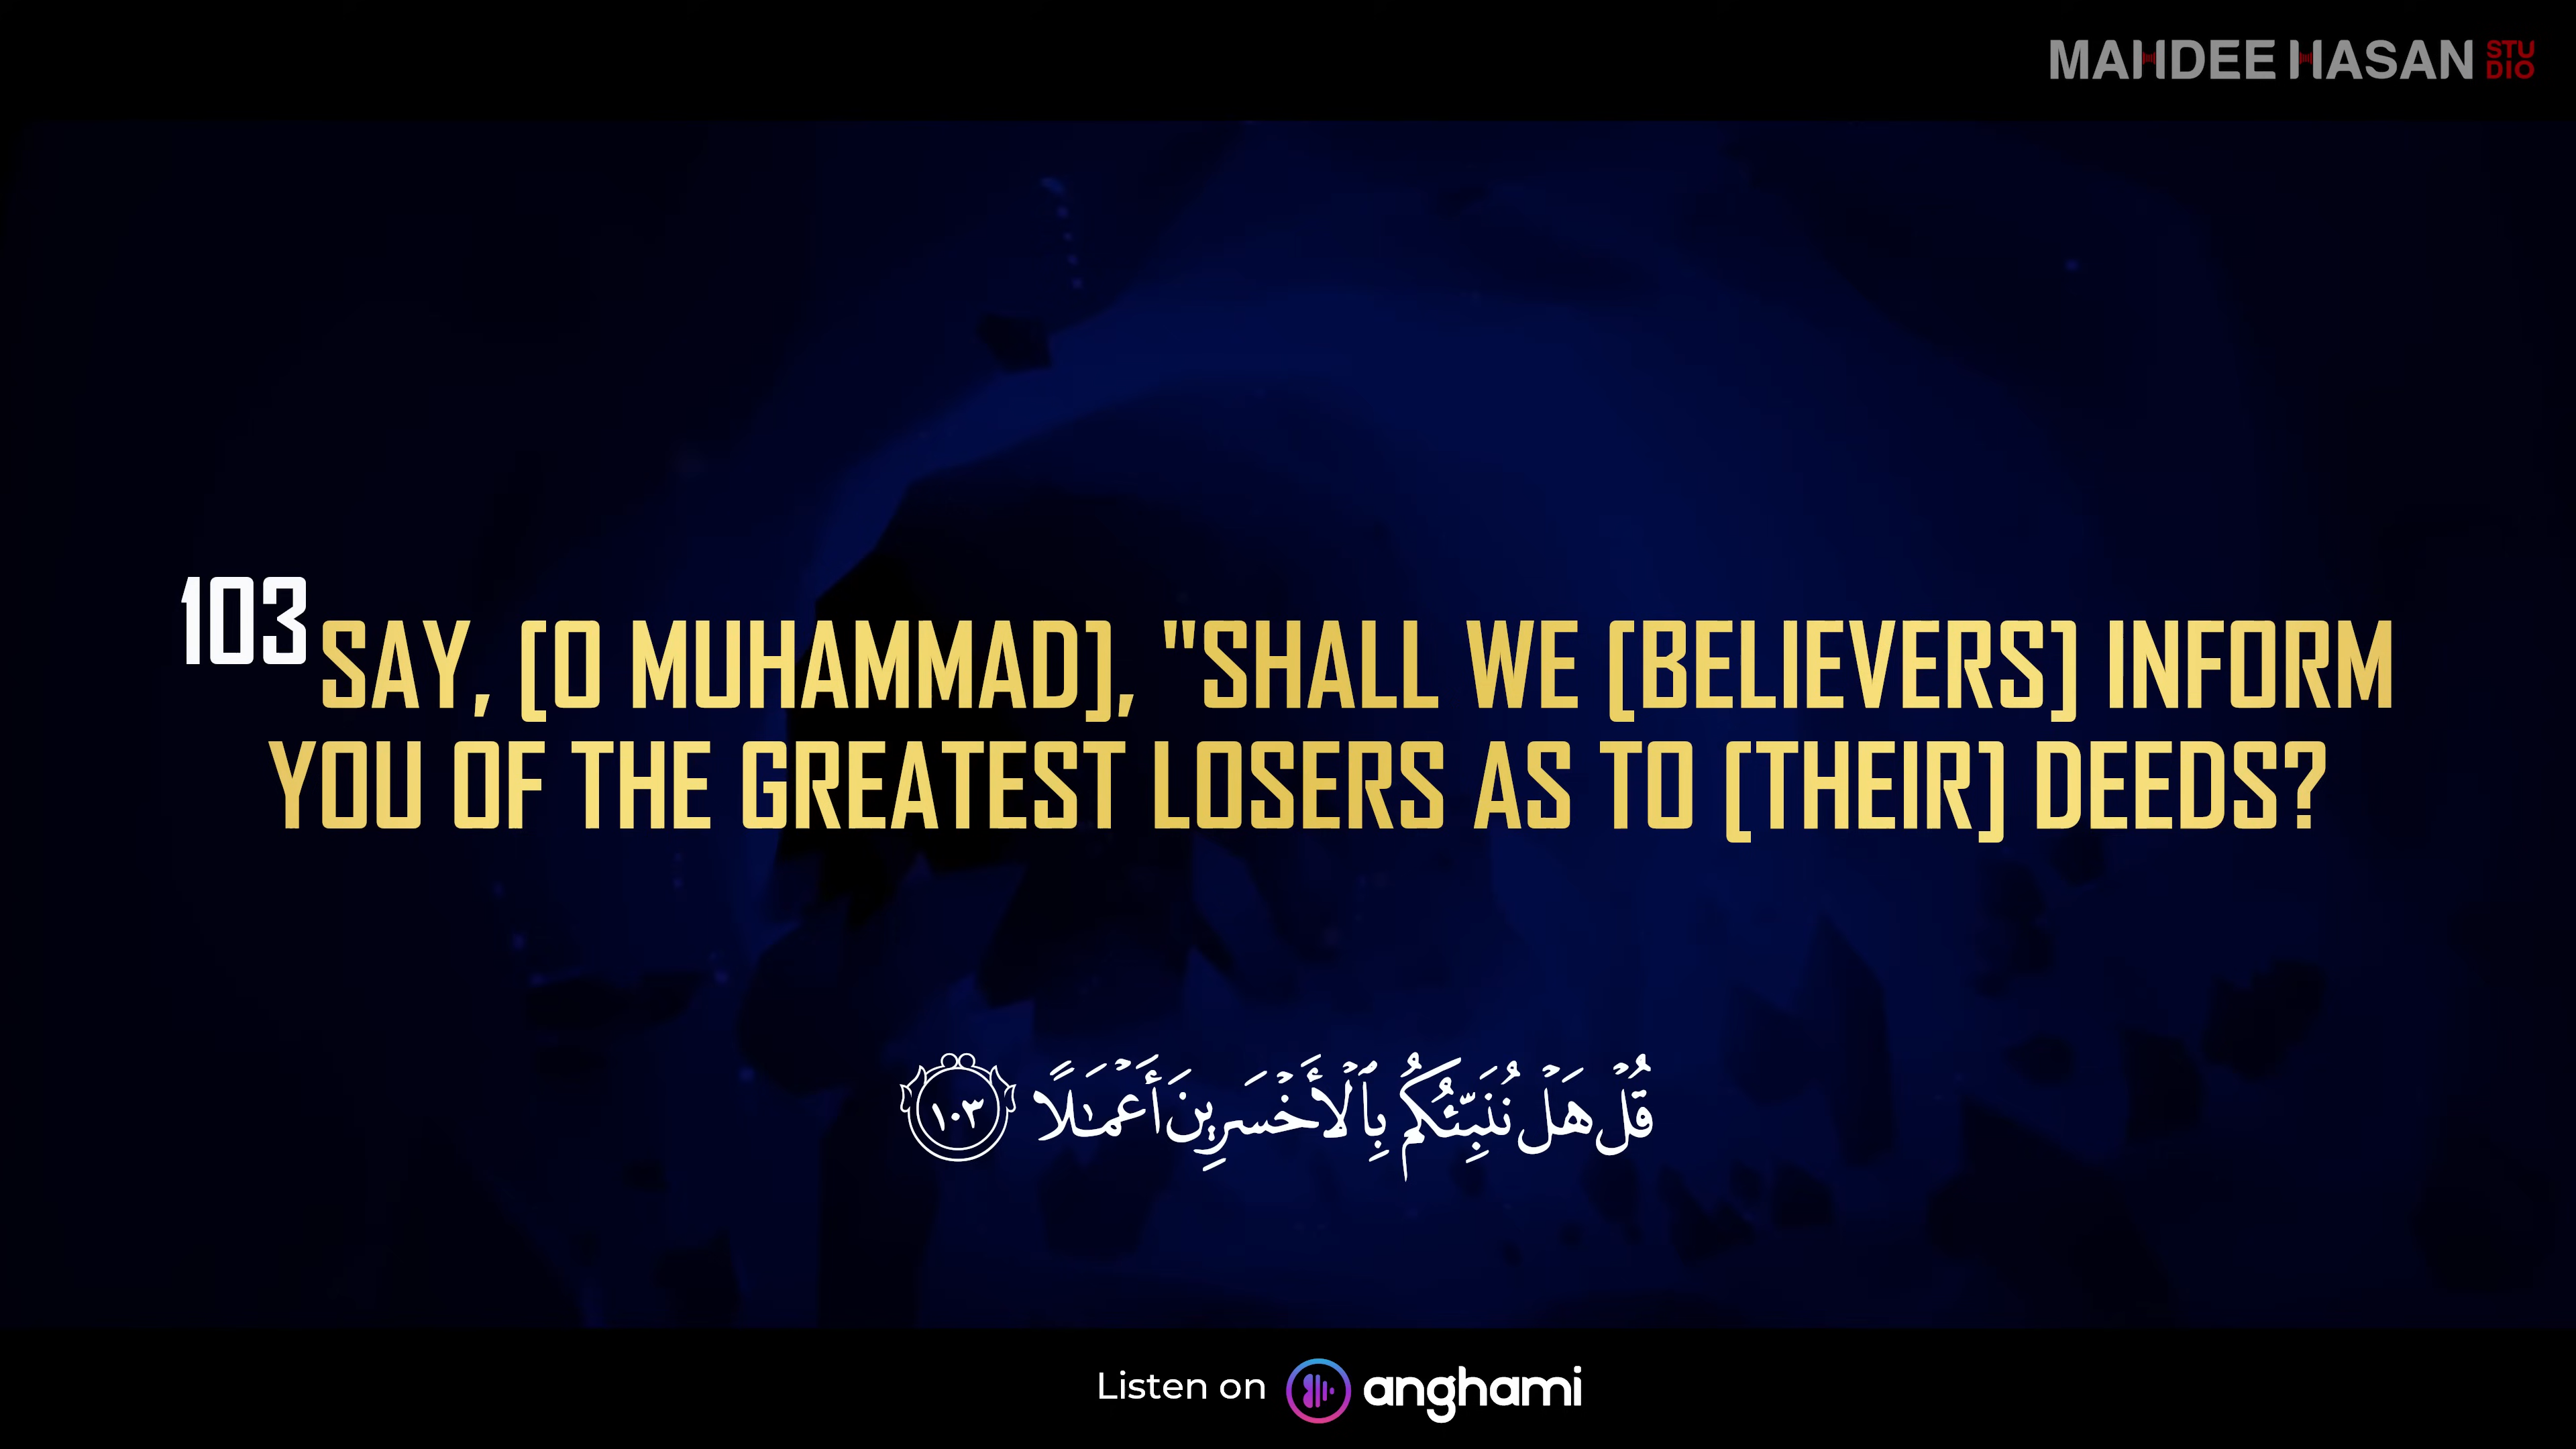 MAHDEE HASAN STUDIO
103 SAY, [O MUHAMMAD], "SHALL WE [BELIEVERS] INFORM
YOU OF THE GREATEST LOSERS AS TO [THEIR] DEEDS?
قُلْ هَلْ نُنَبِّئُكُم بِٱلْأَخْسَرِينَ أَعْمَـٰلًا ١٠٣
Listen on anghami